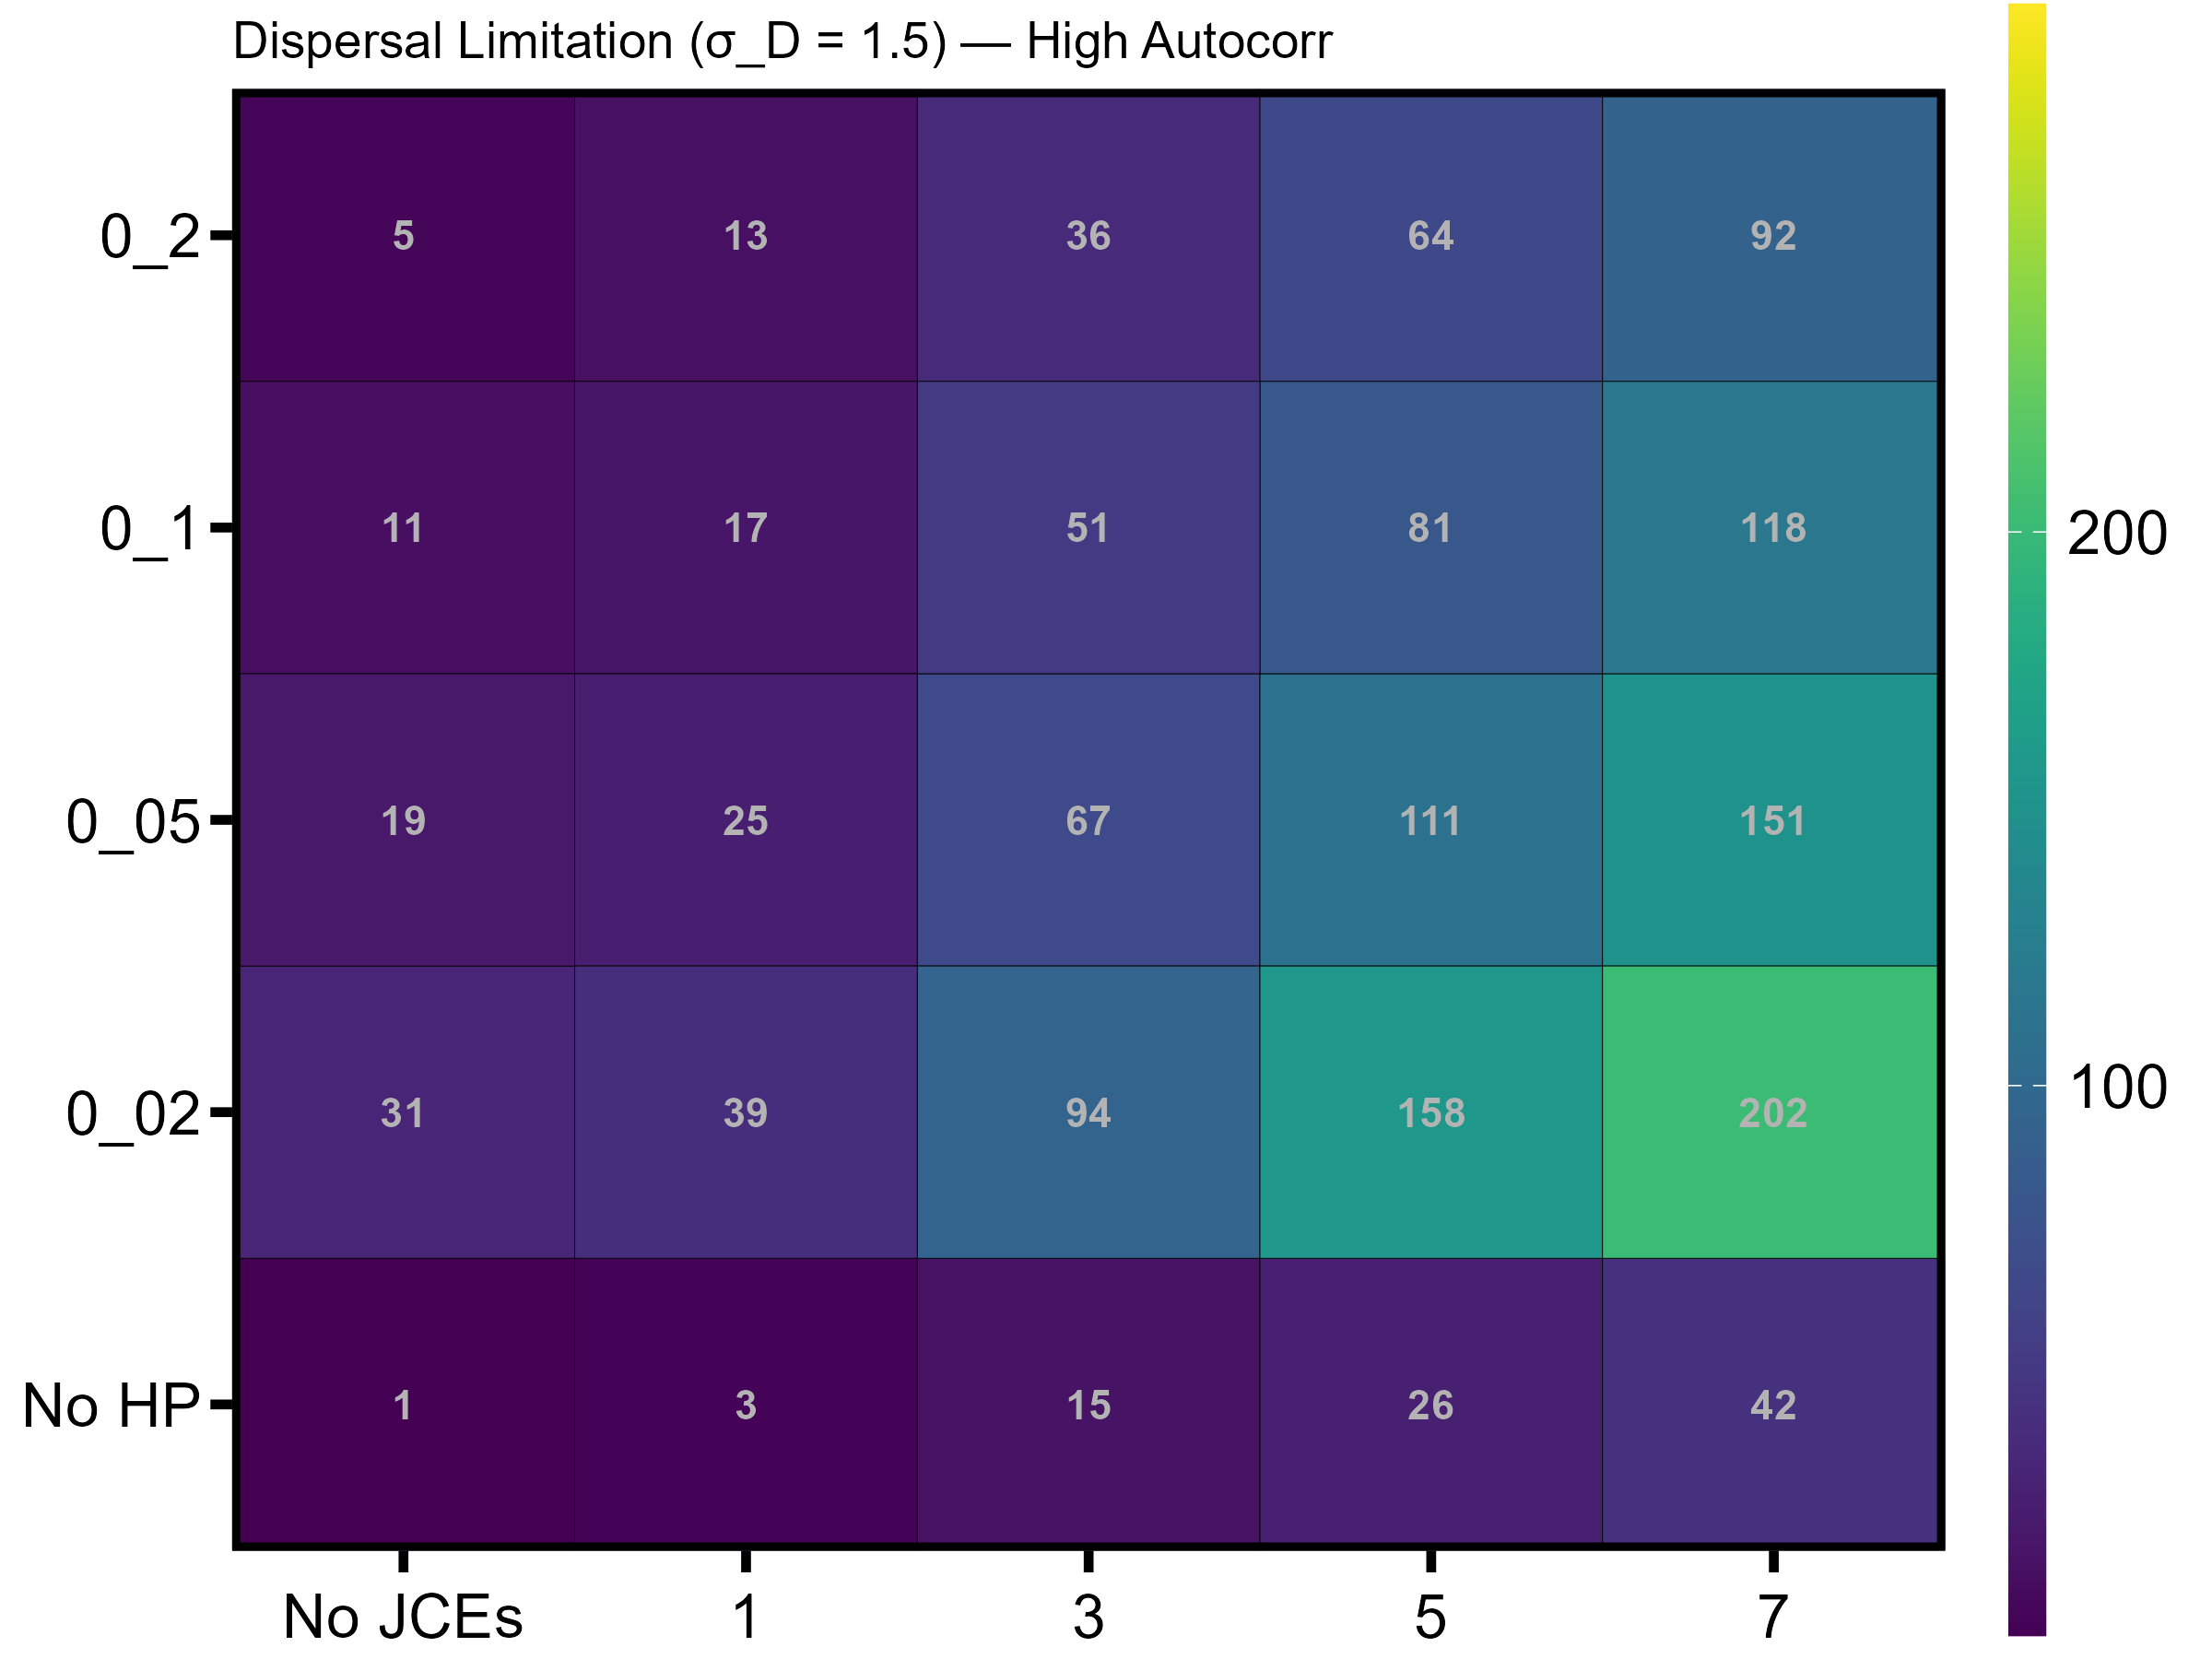 Dispersal Limitation (σ_D = 1.5) — High Autocorr
0_2 5 13 36 64 92
0_1 11 17 51 81 118
200
0_05 19 25 67 111 151
100
0_02 31 39 94 158 202
No HP 1 3 15 26 42
No JCEs 1 3 5 7